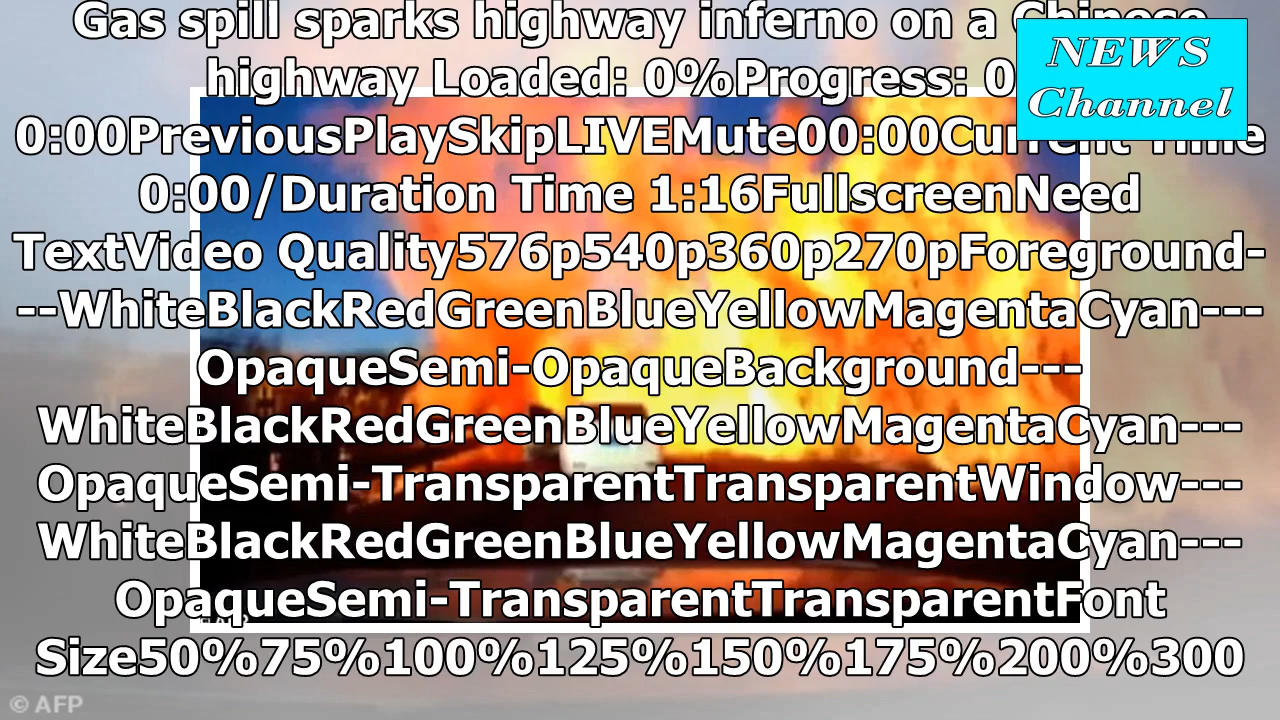 Gas spill sparks highway inferno on a Chinese
highway Loaded: 0%Progress: 0
NEWS
Channel
0:00PreviousPlaySkipLIVEMute00:00Current Time
0:00/Duration Time 1:16FullscreenNeed
TextVideo Quality576p540p360p270pForeground-
--WhiteBlackRedGreenBlueYellowMagentaCyan---
OpaqueSemi-OpaqueBackground---
WhiteBlackRedGreenBlueYellowMagentaCyan---
OpaqueSemi-TransparentTransparentWindow---
WhiteBlackRedGreenBlueYellowMagentaCyan---
OpaqueSemi-TransparentTransparentFont
Size50%75%100%125%150%175%200%300
© AFP